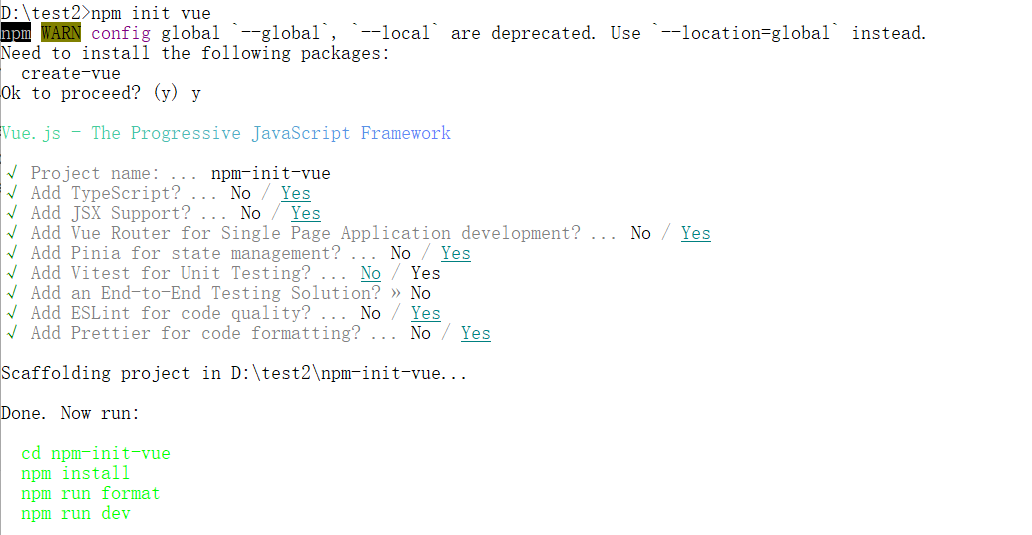 D:\test2>npm init vue
npm WARN config global `--global`, `--local` are deprecated. Use `--location=global` instead.
Need to install the following packages:
  create-vue
Ok to proceed? (y) y
Vue.js - The Progressive JavaScript Framework
√ Project name: ... npm-init-vue
√ Add TypeScript? ... No / Yes
√ Add JSX Support? ... No / Yes
√ Add Vue Router for Single Page Application development? ... No / Yes
√ Add Pinia for state management? ... No / Yes
√ Add Vitest for Unit Testing? ... No / Yes
√ Add an End-to-End Testing Solution? » No
√ Add ESLint for code quality? ... No / Yes
√ Add Prettier for code formatting? ... No / Yes
Scaffolding project in D:\test2\npm-init-vue...
Done. Now run:
  cd npm-init-vue
  npm install
  npm run format
  npm run dev